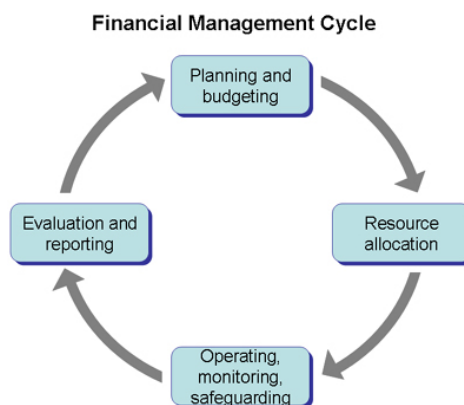 Financial Management Cycle
Planning and
budgeting
Resource
allocation
Operating,
monitoring,
safeguarding
Evaluation and
reporting